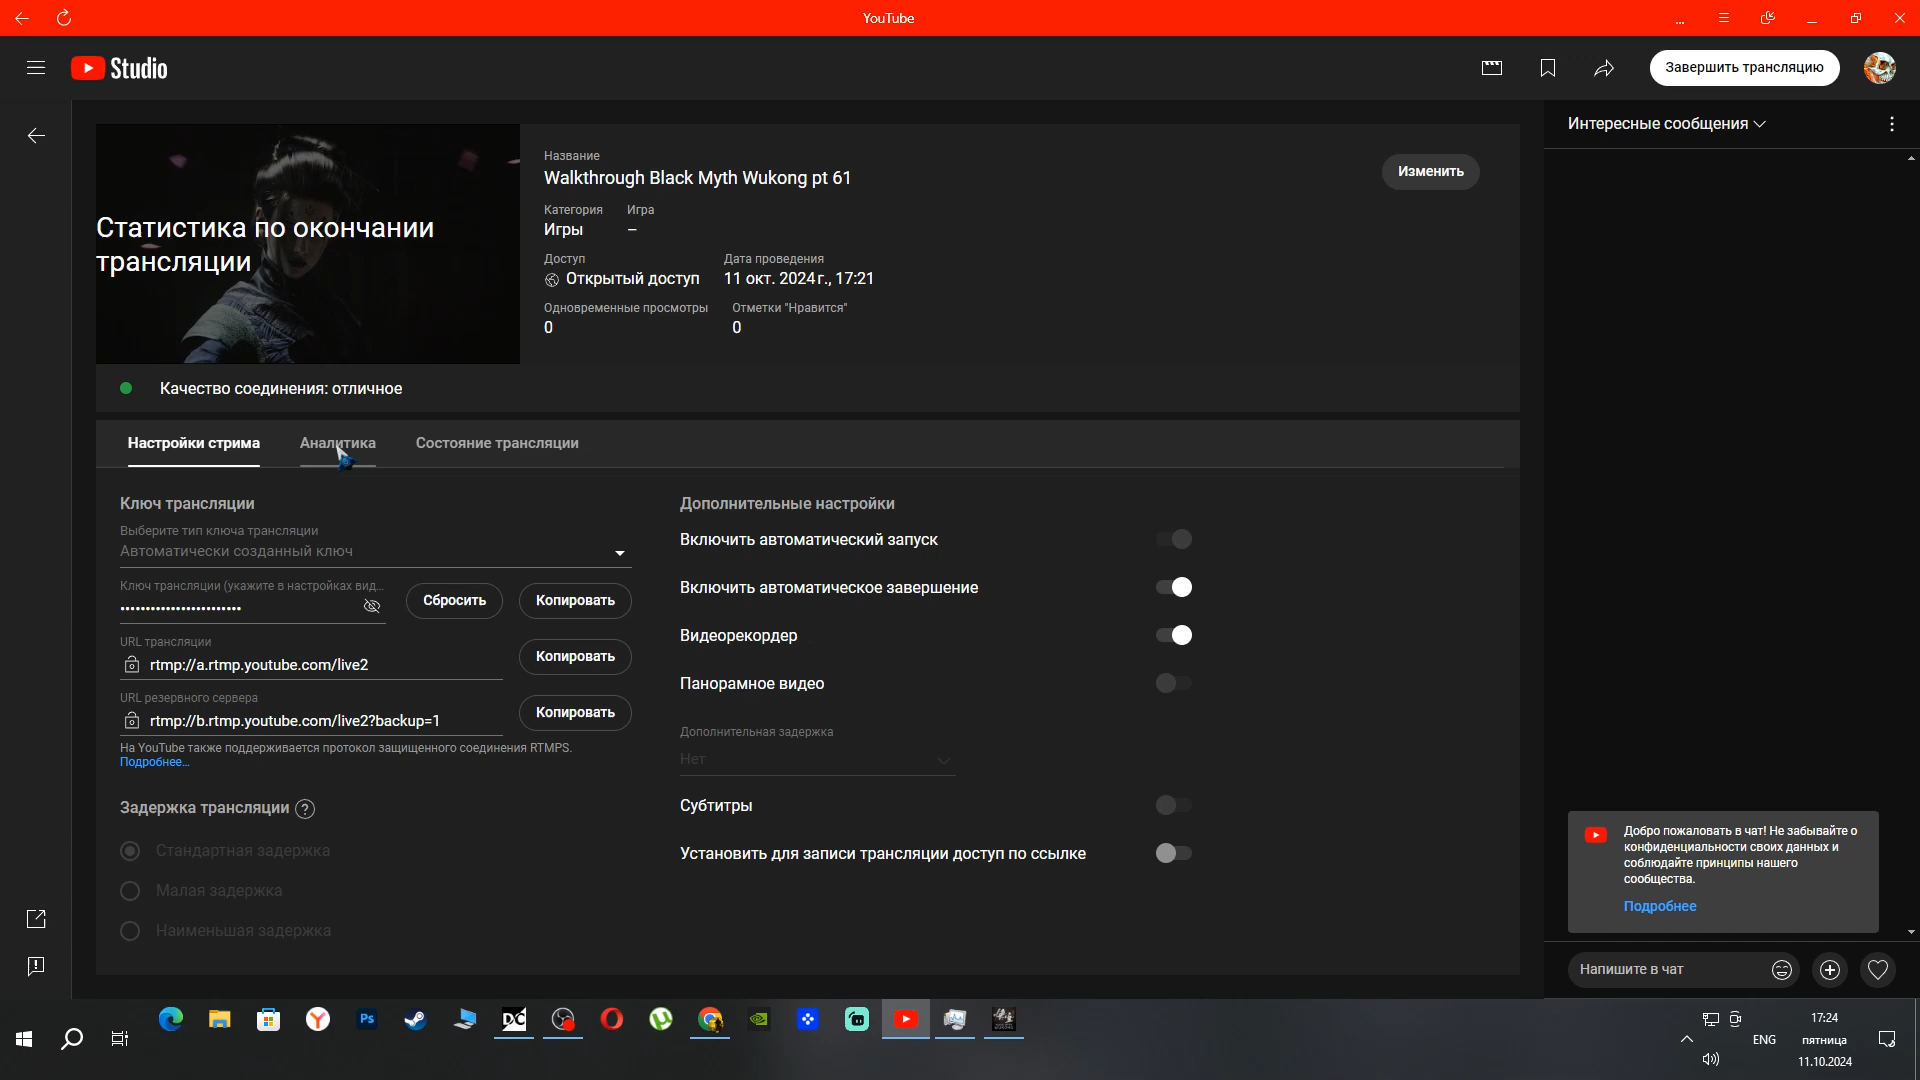 YouTube
Studio
Завершить трансляцию
Статистика по окончании
трансляции
Название
Walkthrough Black Myth Wukong pt 61
Изменить
Категория Игра
Игры –
Доступ Дата проведения
Открытый доступ 11 окт. 2024 г., 17:21
Одновременные просмотры Отметки "Нравится"
0 0
Качество соединения: отличное
Настройки стрима Аналитика Состояние трансляции
Ключ трансляции
Выберите тип ключа трансляции
Автоматически созданный ключ
Ключ трансляции (укажите в настройках вид...
••••••••••••••••••••••••
Сбросить Копировать
URL трансляции
rtmp://a.rtmp.youtube.com/live2
Копировать
URL резервного сервера
rtmp://b.rtmp.youtube.com/live2?backup=1
Копировать
На YouTube также поддерживается протокол защищенного соединения RTMPS.
Подробнее...
Задержка трансляции ?
Стандартная задержка
Малая задержка
Наименьшая задержка
Дополнительные настройки
Включить автоматический запуск
Включить автоматическое завершение
Видеорекордер
Панорамное видео
Дополнительная задержка
Нет
Субтитры
Установить для записи трансляции доступ по ссылке
Интересные сообщения
Добро пожаловать в чат! Не забывайте о
конфиденциальности своих данных и
соблюдайте принципы нашего
сообщества.
Подробнее
Напишите в чат
Ps
DC
ENG
17:24
пятница
11.10.2024